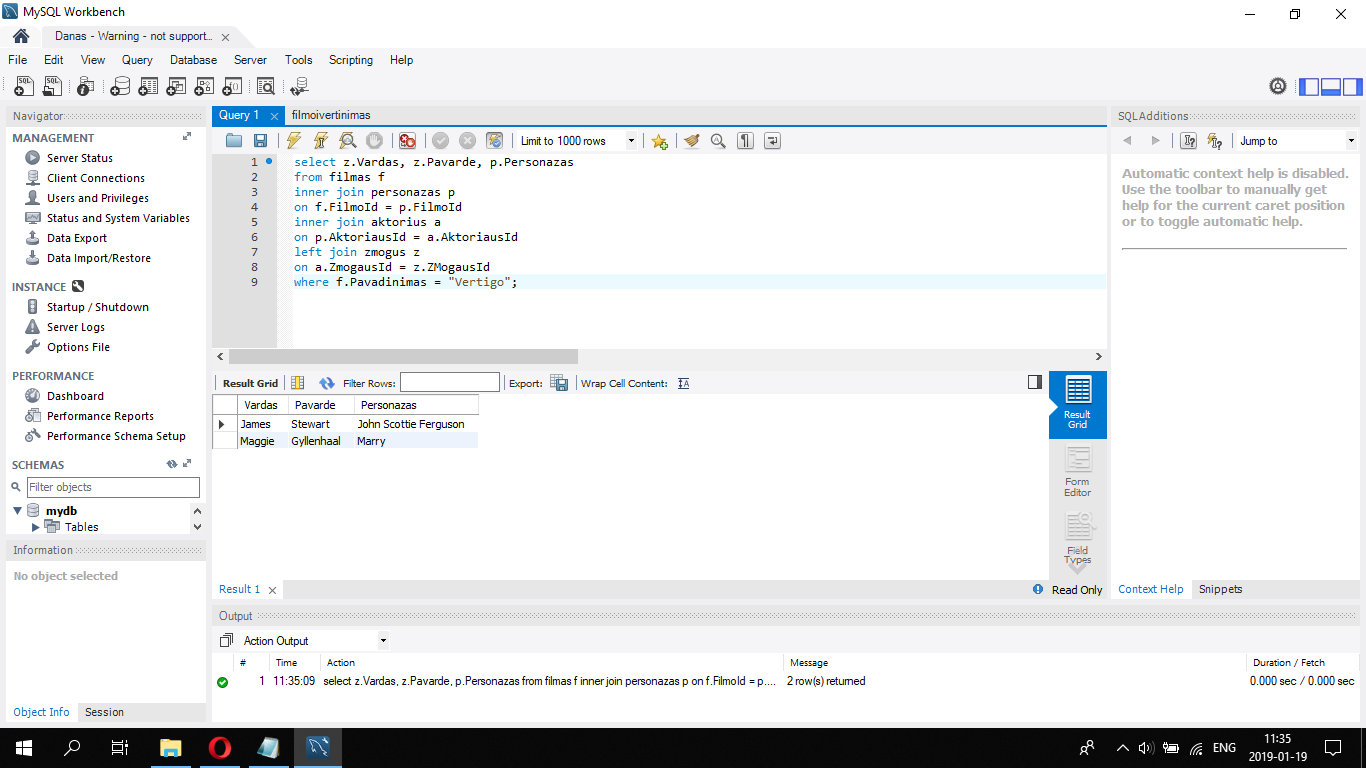 MySQL Workbench
Danas - Warning - not support...
File Edit View Query Database Server Tools Scripting Help
Navigator
MANAGEMENT
Server Status
Client Connections
Users and Privileges
Status and System Variables
Data Export
Data Import/Restore
INSTANCE
Startup / Shutdown
Server Logs
Options File
PERFORMANCE
Dashboard
Performance Reports
Performance Schema Setup
SCHEMAS
Filter objects
mydb
Tables
Information
No object selected
Object Info Session
Query 1 filmoivertinimas
Limit to 1000 rows
1 select z.Vardas, z.Pavarde, p.Personazas
2 from filmas f
3 inner join personazas p
4 on f.FilmoId = p.FilmoId
5 inner join aktorius a
6 on p.AktoriausId = a.AktoriausId
7 left join zmogus z
8 on a.ZmogausId = z.ZMogausId
9 where f.Pavadinimas = "Vertigo";
Result Grid Filter Rows: Export: Wrap Cell Content:
Vardas Pavarde Personazas
James Stewart John Scottie Ferguson
Maggie Gyllenhaal Marry
Result Grid
Form Editor
Field Types
Result 1 Read Only
SQLAdditions
Jump to
Automatic context help is disabled.
Use the toolbar to manually get
help for the current caret position
or to toggle automatic help.
Context Help Snippets
Output
Action Output
# Time Action Message Duration / Fetch
1 11:35:09 select z.Vardas, z.Pavarde, p.Personazas from filmas f inner join personazas p on f.FilmoId = p.... 2 row(s) returned 0.000 sec / 0.000 sec
ENG
11:35
2019-01-19